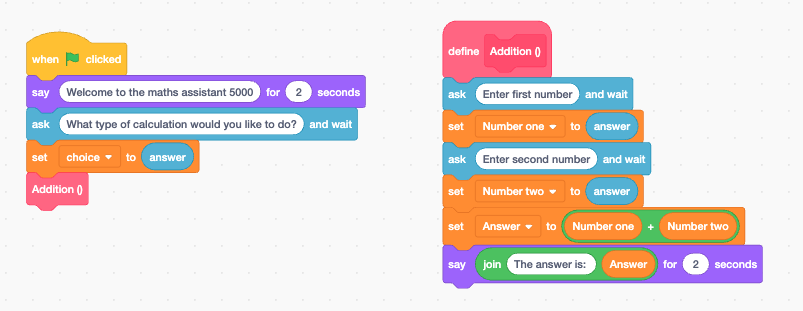 when clicked
say Welcome to the maths assistant 5000 for 2 seconds
ask What type of calculation would you like to do? and wait
set choice to answer
Addition ()
define Addition ()
ask Enter first number and wait
set Number one to answer
ask Enter second number and wait
set Number two to answer
set Answer to Number one + Number two
say join The answer is: Answer for 2 seconds